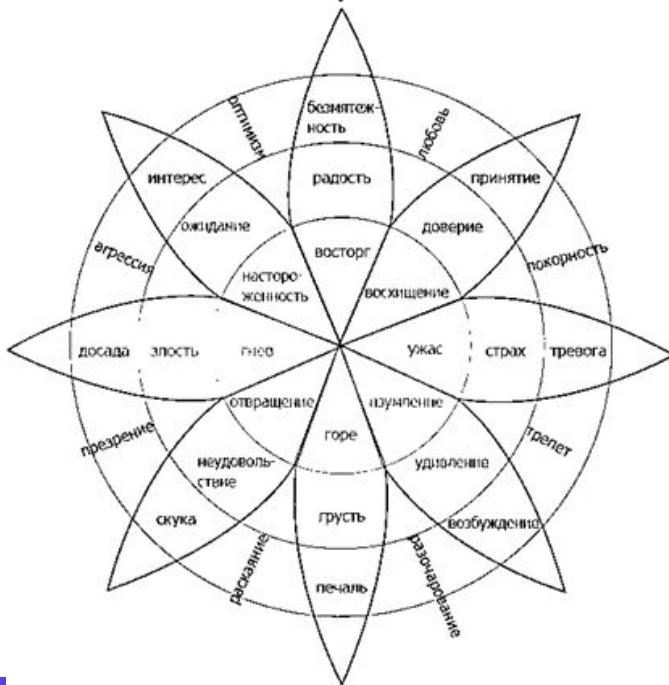 безмятеж-
ность
оптимизм
любовь
интерес
радость
принятие
ожидание
доверие
восторг
агрессия
насторо-
женность
восхищение
покорность
досада
злость
гнев
ужас
страх
тревога
отвращение
изумление
презрение
горе
трепет
неудоволь-
ствие
удивление
скука
грусть
возбуждение
раскаяние
разочарование
печаль